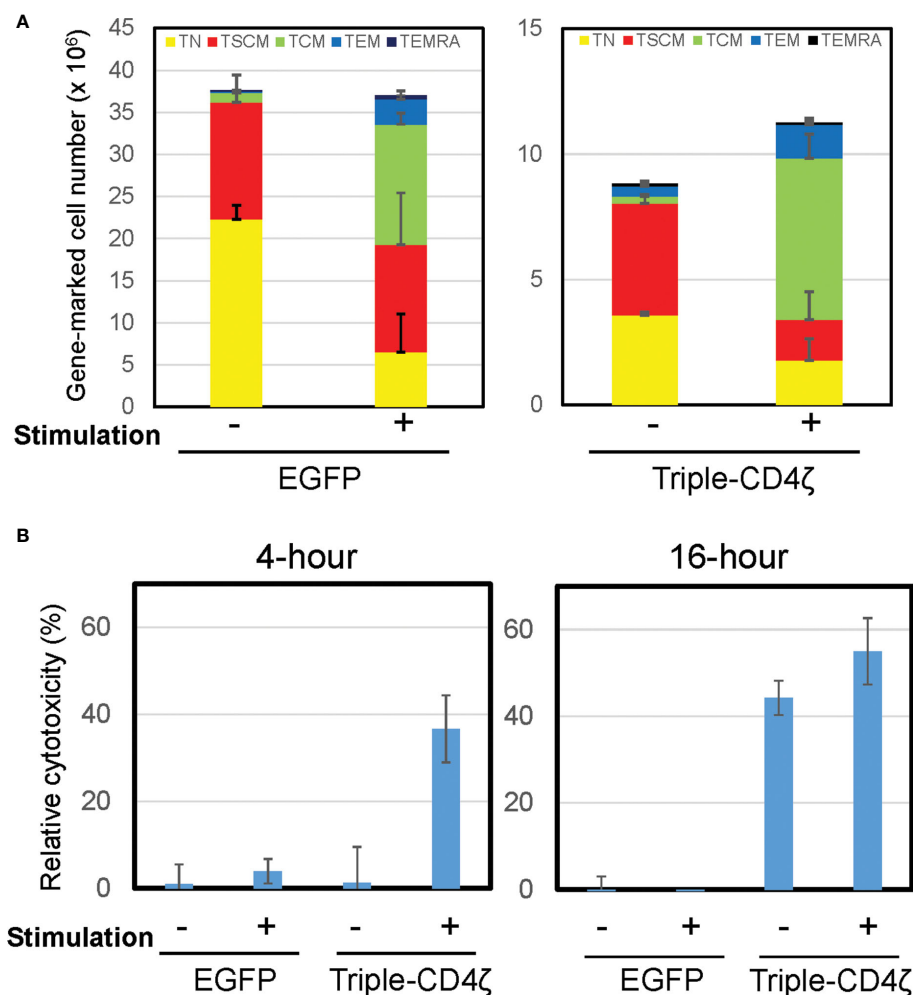 A
Gene-marked cell number (x 10⁶)
45
40
35
30
25
20
15
10
5
0
TN TSCM TCM TEM TEMRA
15
10
5
0
TN TSCM TCM TEM TEMRA
Stimulation - + - +
EGFP Triple-CD4ζ
B
4-hour 16-hour
Relative cytotoxicity (%)
60
40
20
0
60
40
20
0
Stimulation - + - + - + - +
EGFP Triple-CD4ζ EGFP Triple-CD4ζ